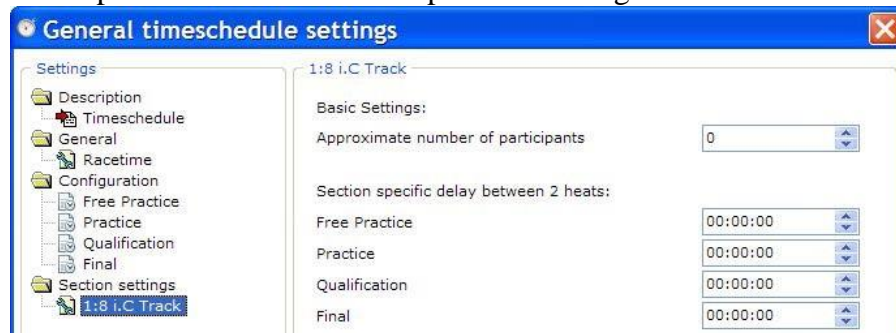 General timeschedule settings
Settings
Description
Timeschedule
General
Racetime
Configuration
Free Practice
Practice
Qualification
Final
Section settings
1:8 i.C Track
1:8 i.C Track
Basic Settings:
Approximate number of participants 0
Section specific delay between 2 heats:
Free Practice 00:00:00
Practice 00:00:00
Qualification 00:00:00
Final 00:00:00